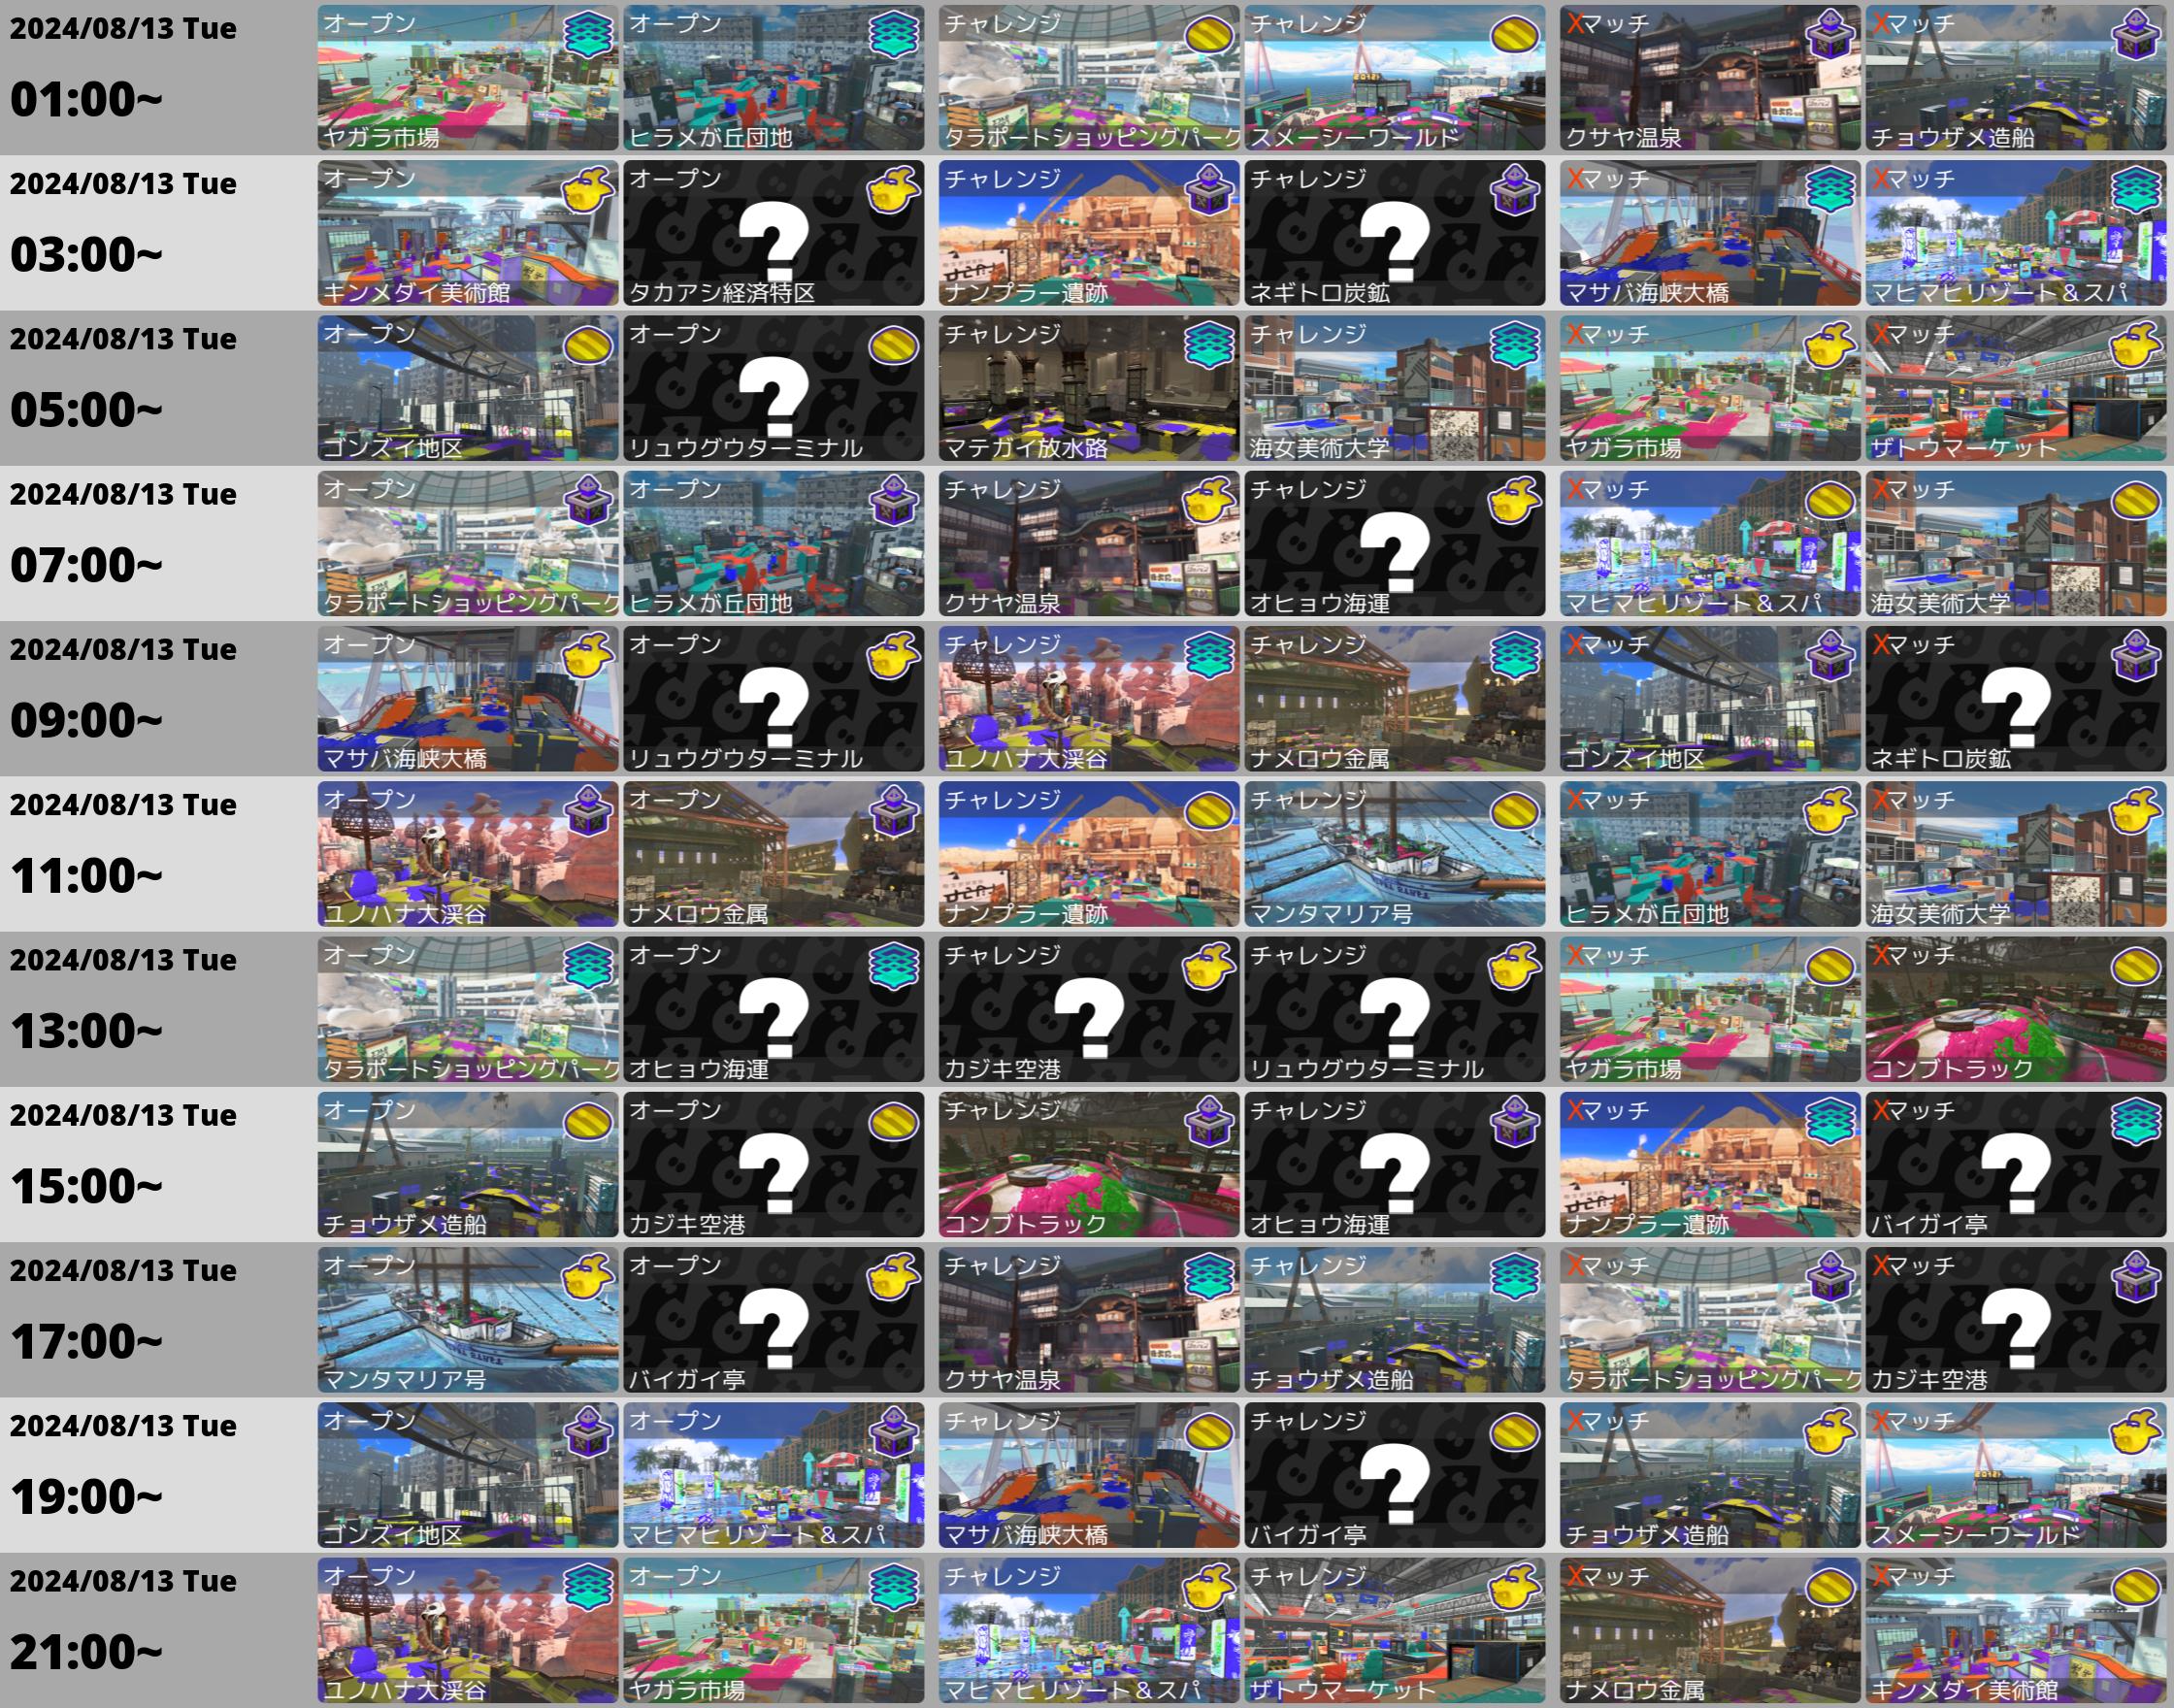 2024/08/13 Tue
01:00~
オープン オープン チャレンジ チャレンジ Xマッチ Xマッチ
ヤガラ市場 ヒラメが丘団地 タラポートショッピングパーク スメーシーワールド クサヤ温泉 チョウザメ造船
2024/08/13 Tue
03:00~
オープン オープン チャレンジ チャレンジ Xマッチ Xマッチ
キンメダイ美術館 タカアシ経済特区 ナンプラー遺跡 ネギトロ炭鉱 マサバ海峡大橋 マヒマヒリゾート&スパ
2024/08/13 Tue
05:00~
オープン オープン チャレンジ チャレンジ Xマッチ Xマッチ
ゴンズイ地区 リュウグウターミナル マテガイ放水路 海女美術大学 ヤガラ市場 ザトウマーケット
2024/08/13 Tue
07:00~
オープン オープン チャレンジ チャレンジ Xマッチ Xマッチ
タラポートショッピングパーク ヒラメが丘団地 クサヤ温泉 オヒョウ海運 マヒマヒリゾート&スパ 海女美術大学
2024/08/13 Tue
09:00~
オープン オープン チャレンジ チャレンジ Xマッチ Xマッチ
マサバ海峡大橋 リュウグウターミナル ユノハナ大渓谷 ナメロウ金属 ゴンズイ地区 ネギトロ炭鉱
2024/08/13 Tue
11:00~
オープン オープン チャレンジ チャレンジ Xマッチ Xマッチ
ユノハナ大渓谷 ナメロウ金属 ナンプラー遺跡 マンタマリア号 ヒラメが丘団地 海女美術大学
2024/08/13 Tue
13:00~
オープン オープン チャレンジ チャレンジ Xマッチ Xマッチ
タラポートショッピングパーク オヒョウ海運 カジキ空港 リュウグウターミナル ヤガラ市場 コンブトラック
2024/08/13 Tue
15:00~
オープン オープン チャレンジ チャレンジ Xマッチ Xマッチ
チョウザメ造船 カジキ空港 コンブトラック オヒョウ海運 ナンプラー遺跡 バイガイ亭
2024/08/13 Tue
17:00~
オープン オープン チャレンジ チャレンジ Xマッチ Xマッチ
マンタマリア号 バイガイ亭 クサヤ温泉 チョウザメ造船 タラポートショッピングパーク カジキ空港
2024/08/13 Tue
19:00~
オープン オープン チャレンジ チャレンジ Xマッチ Xマッチ
ゴンズイ地区 マヒマヒリゾート&スパ マサバ海峡大橋 バイガイ亭 チョウザメ造船 スメーシーワールド
2024/08/13 Tue
21:00~
オープン オープン チャレンジ チャレンジ Xマッチ Xマッチ
ユノハナ大渓谷 ヤガラ市場 マヒマヒリゾート&スパ ザトウマーケット ナメロウ金属 キンメダイ美術館